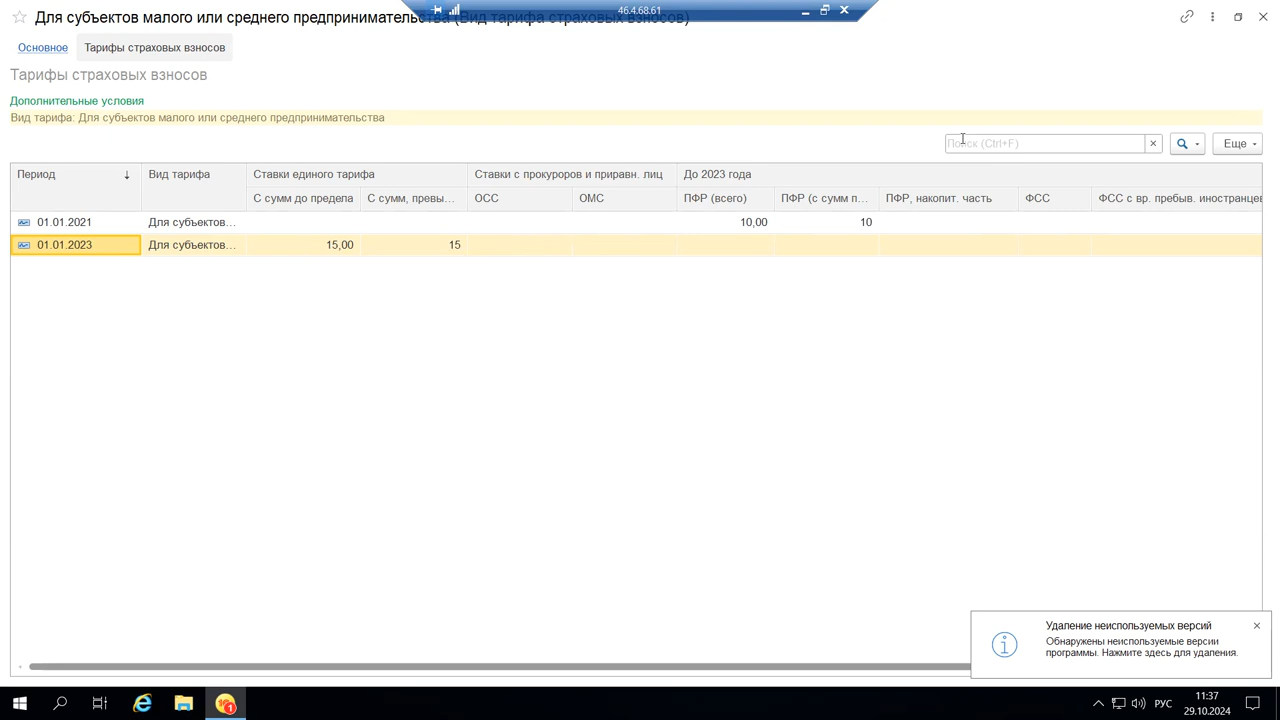 Для субъектов малого или среднего предпринимательства (Вид тарифа страховых взносов)
46.4.68.61
Основное
Тарифы страховых взносов
Тарифы страховых взносов
Дополнительные условия
Вид тарифа: Для субъектов малого или среднего предпринимательства
Поиск (Ctrl+F)
Еще
Период
Вид тарифа
Ставки единого тарифа
Ставки с прокуроров и приравн. лиц
До 2023 года
С сумм до предела
С сумм, превы...
ОСС
ОМС
ПФР (всего)
ПФР (с сумм п...
ПФР, накопит. часть
ФСС
ФСС с вр. пребыв. иностранцев
01.01.2021 Для субъектов... 10,00 10
01.01.2023 Для субъектов... 15,00 15
Удаление неиспользуемых версий
Обнаружены неиспользуемые версии
программы. Нажмите здесь для удаления.
РУС
11:37
29.10.2024